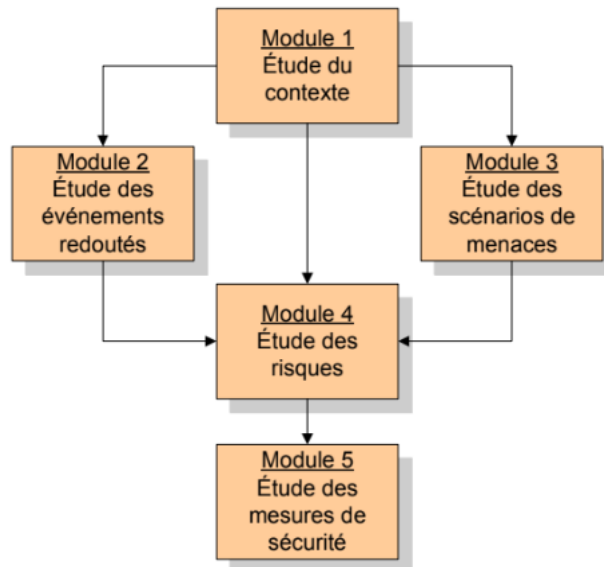 Module 1
Étude du
contexte
Module 2
Étude des
événements
redoutés
Module 3
Étude des
scénarios de
menaces
Module 4
Étude des
risques
Module 5
Étude des
mesures de
sécurité